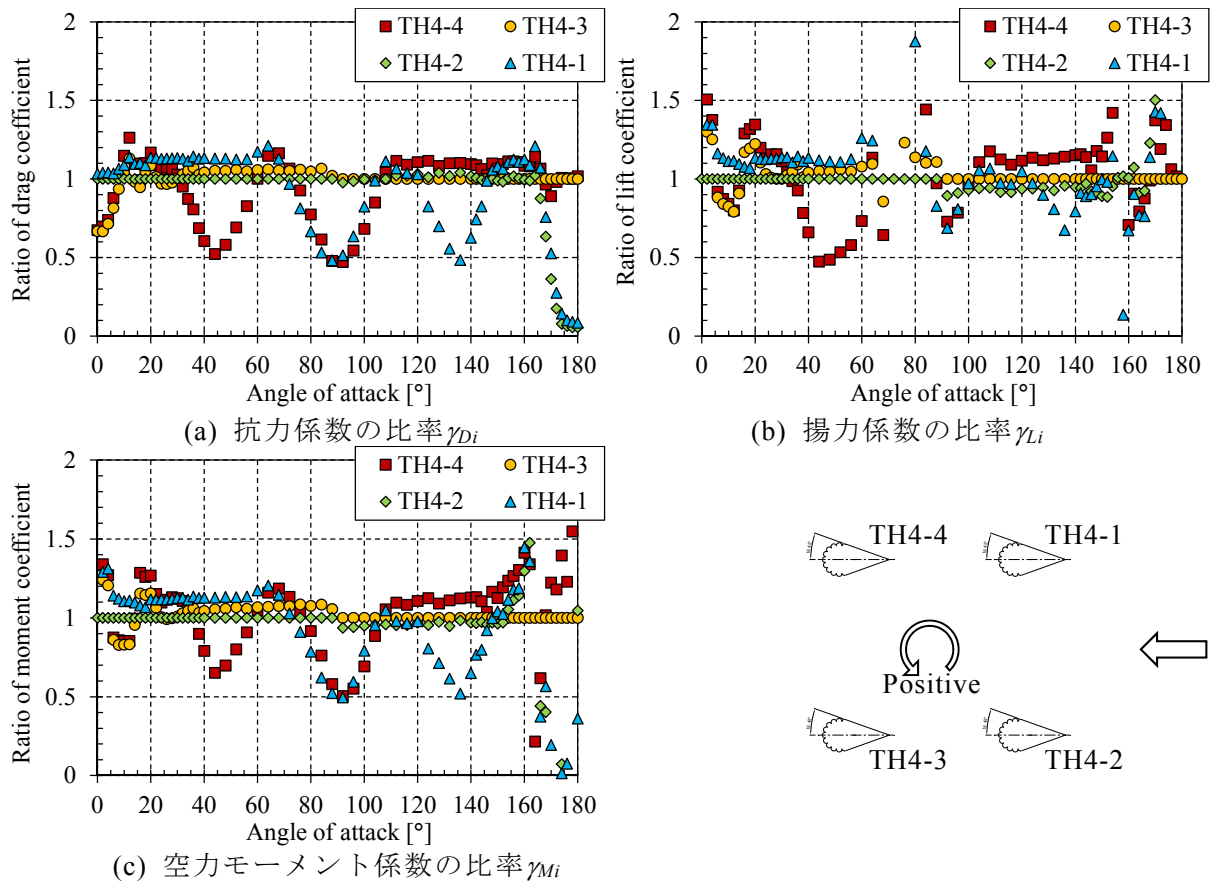 2
1.5
1
0.5
0
Ratio of drag coefficient
TH4-4 TH4-3
TH4-2 TH4-1
0 20 40 60 80 100 120 140 160 180
Angle of attack [°]
(a) 抗力係数の比率γDi
2
1.5
1
0.5
0
Ratio of lift coefficient
TH4-4 TH4-3
TH4-2 TH4-1
0 20 40 60 80 100 120 140 160 180
Angle of attack [°]
(b) 揚力係数の比率γLi
2
1.5
1
0.5
0
Ratio of moment coefficient
TH4-4 TH4-3
TH4-2 TH4-1
0 20 40 60 80 100 120 140 160 180
Angle of attack [°]
(c) 空力モーメント係数の比率γMi
TH4-4 TH4-1
Positive
TH4-3 TH4-2